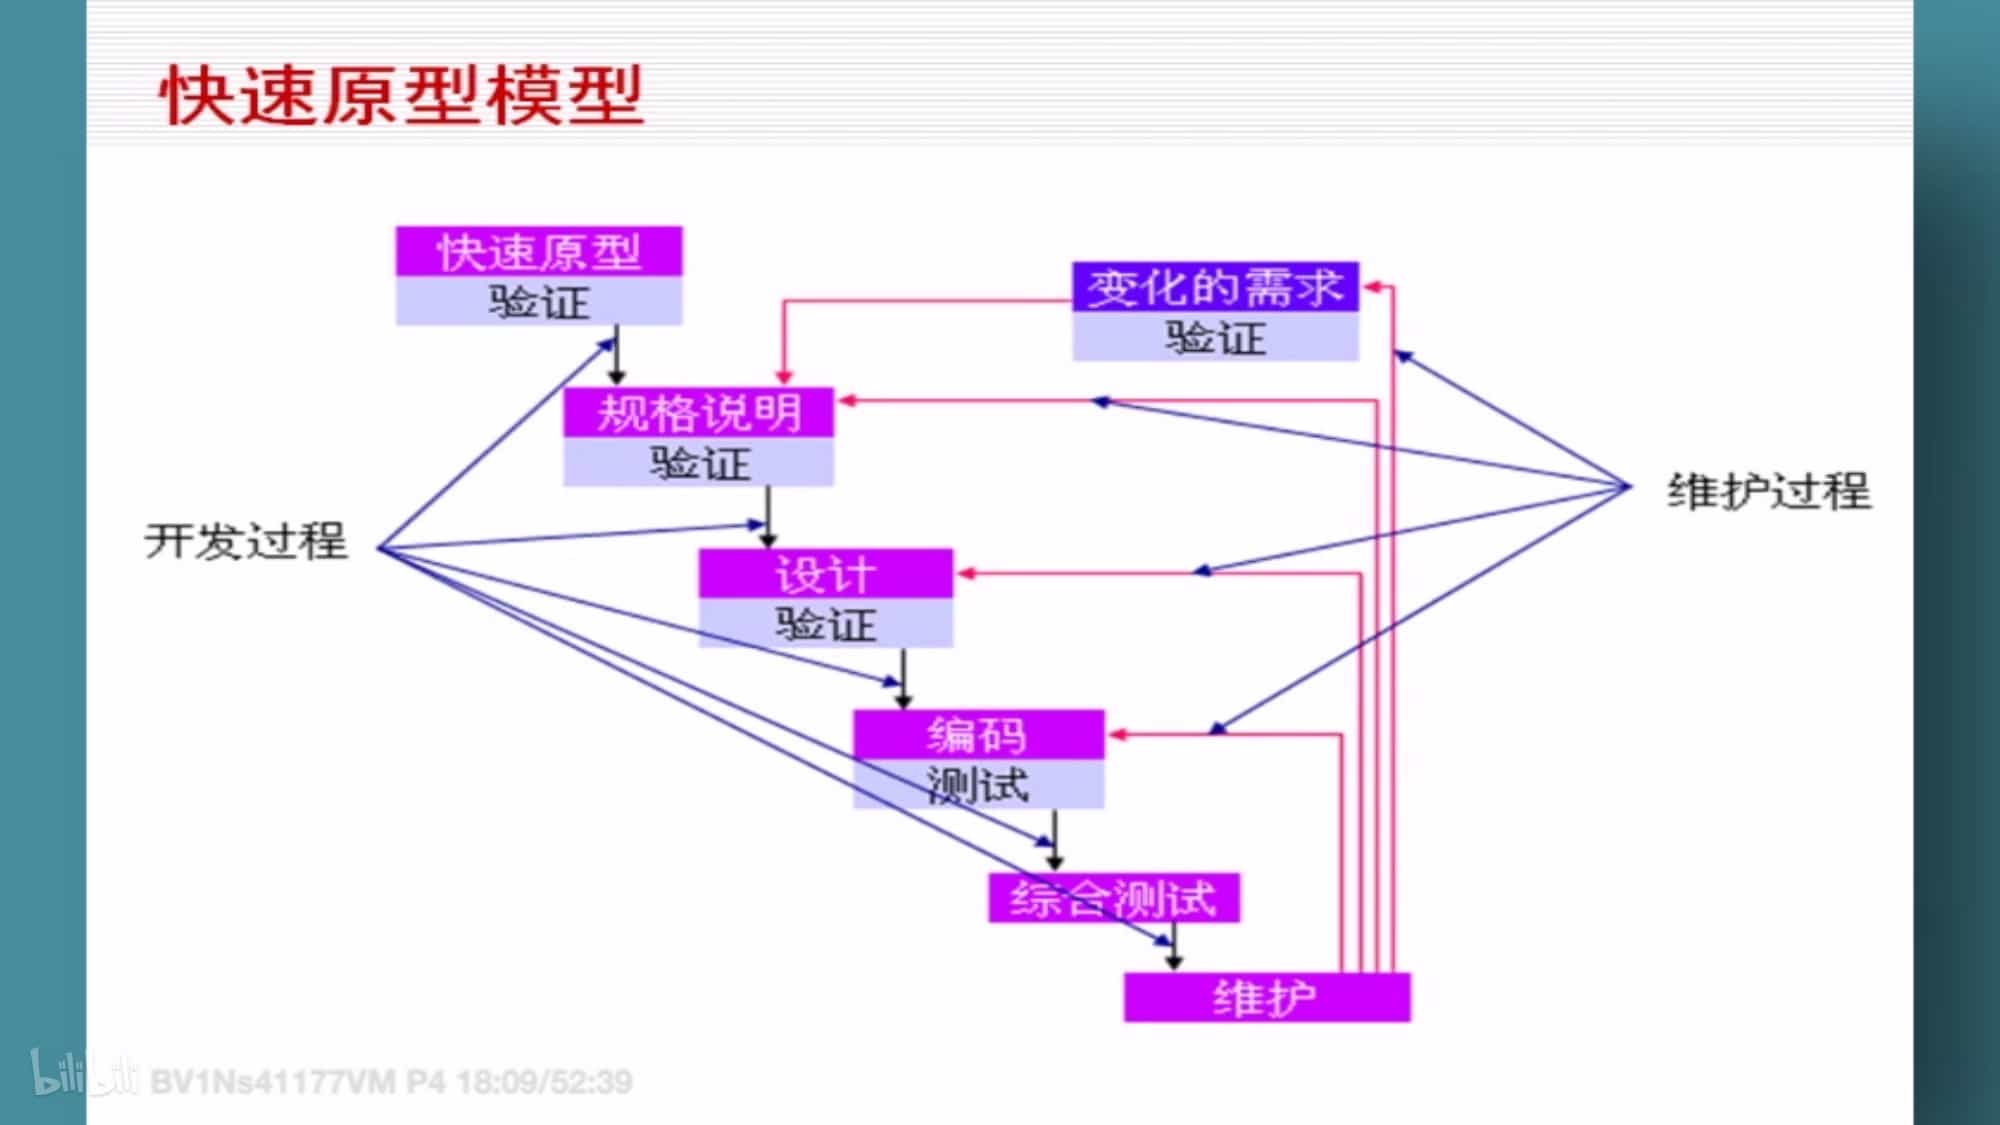 快速原型模型
快速原型
验证
变化的需求
验证
规格说明
验证
维护过程
开发过程
设计
验证
编码
测试
综合测试
维护
bilibili BV1Ns41177VM P4 18:09/52:39